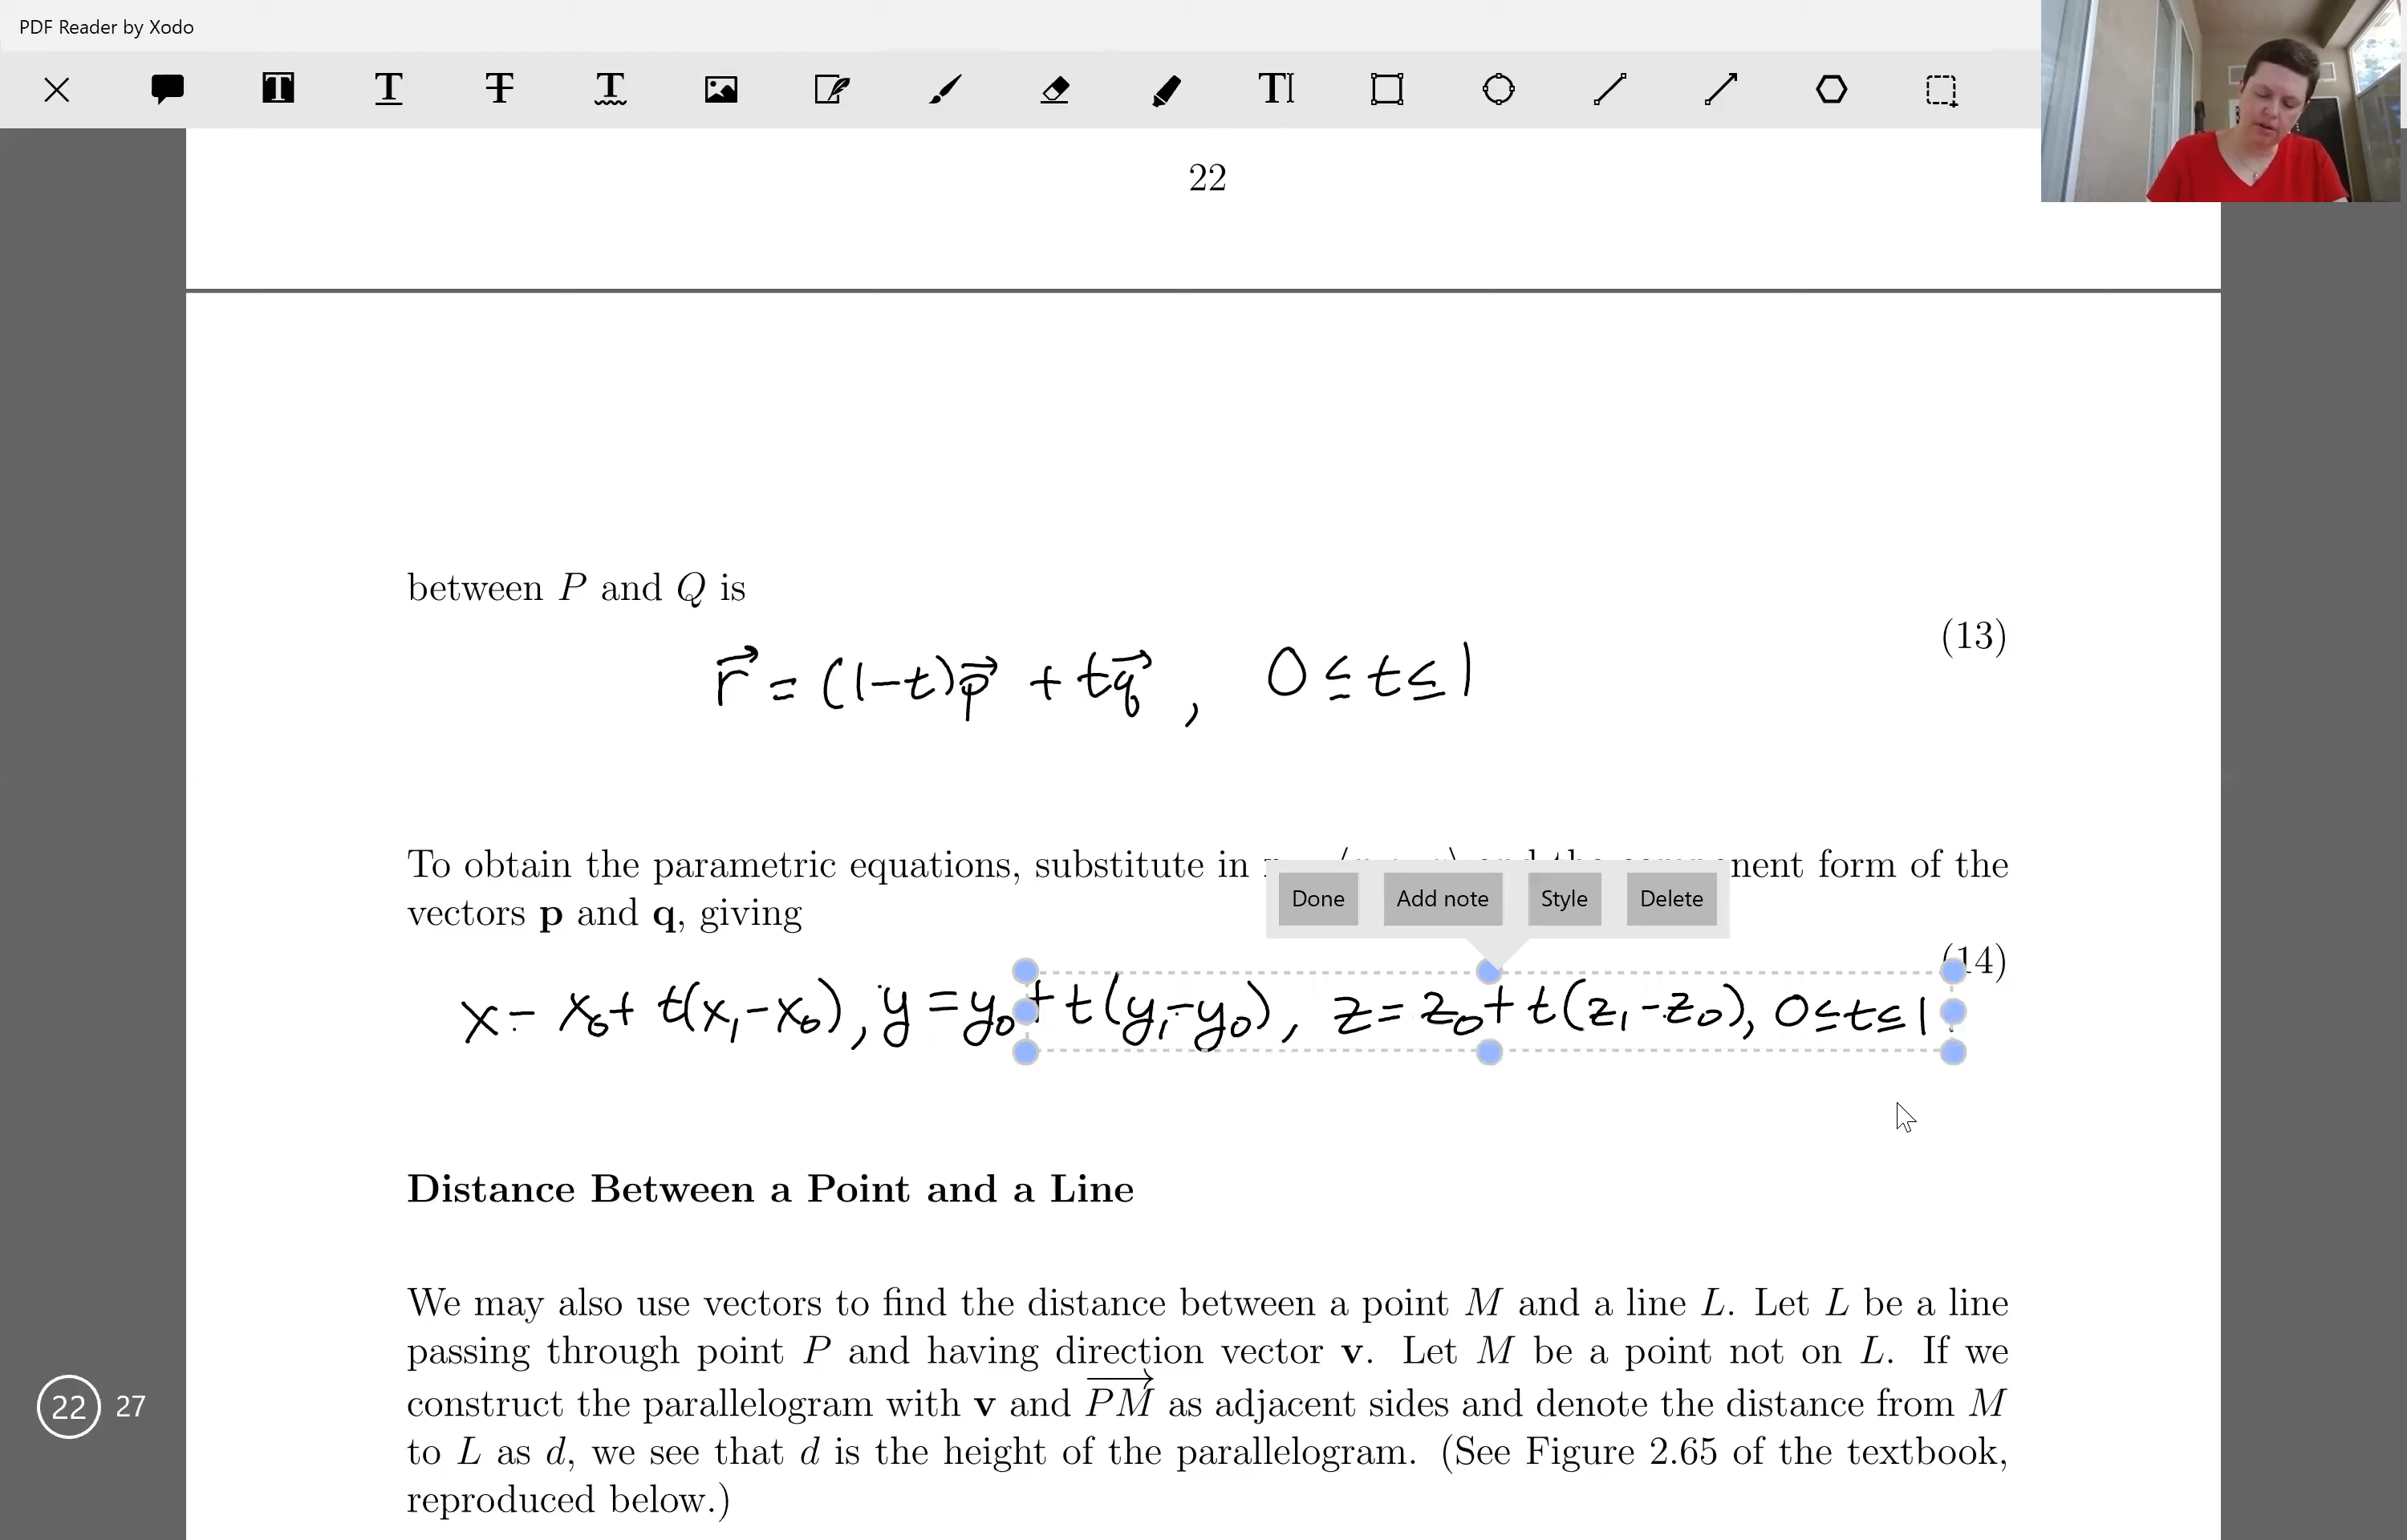 PDF Reader by Xodo
22
between P and Q is
(13)
r⃗ = (1-t)p⃗ + tq⃗ , 0 ≤ t ≤ 1
To obtain the parametric equations, substitute in and the component form of the
Done Add note Style Delete
vectors p and q, giving
(14)
x = x₀ + t(x₁-x₀), y = y₀ + t(y₁-y₀), z = z₀ + t(z₁-z₀), 0 ≤ t ≤ 1.
Distance Between a Point and a Line
We may also use vectors to find the distance between a point M and a line L. Let L be a line
passing through point P and having direction vector v. Let M be a point not on L. If we
construct the parallelogram with v and P⃗M⃗ as adjacent sides and denote the distance from M
to L as d, we see that d is the height of the parallelogram. (See Figure 2.65 of the textbook,
reproduced below.)
22 27